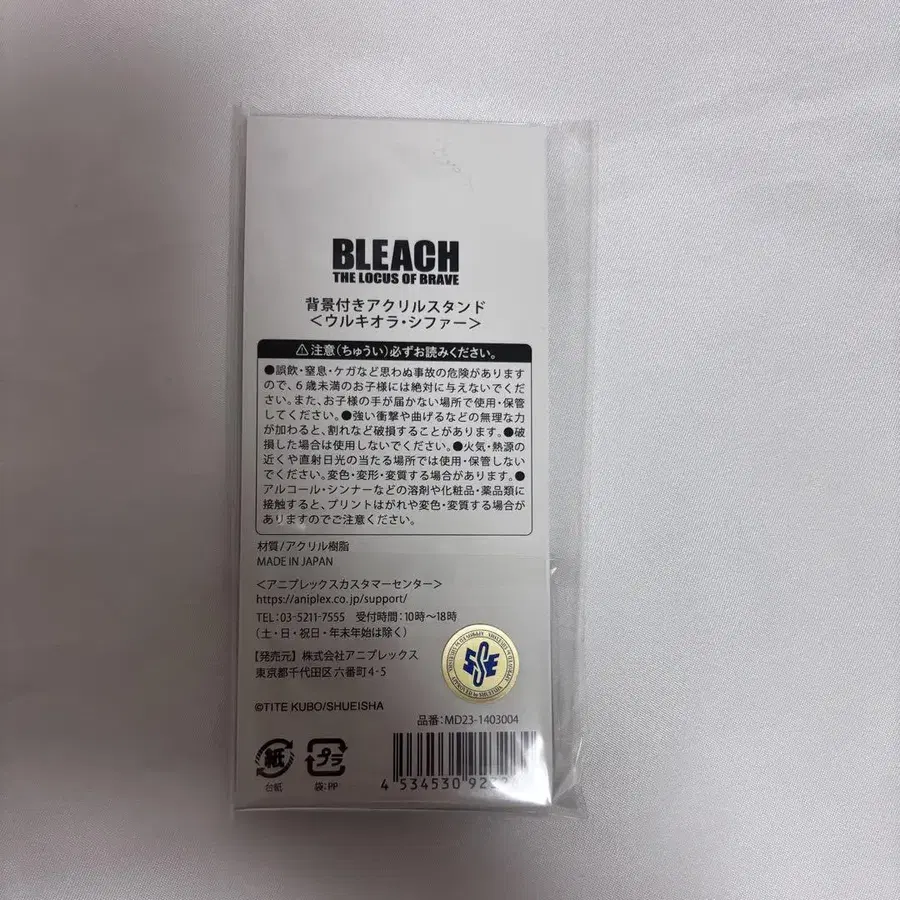 BLEACH
THE LOCUS OF BRAVE
背景付きアクリルスタンド
＜ウルキオラ・シファー＞
⚠注意(ちゅうい)必ずお読みください。
●誤飲・窒息・ケガなど思わぬ事故の危険があります
ので、6歳未満のお子様には絶対に与えないでくだ
さい。また、お子様の手が届かない場所で使用・保管
してください。●強い衝撃や曲げるなどの無理な力
が加わると、割れなど破損することがあります。●破
損した場合は使用しないでください。●火気・熱源の
近くや直射日光の当たる場所では使用・保管しない
でください。変色・変形・変質する場合があります。●
アルコール・シンナーなどの溶剤や化粧品・薬品類に
接触すると、プリントはがれや変色・変質する場合が
ありますのでご注意ください。
材質/アクリル樹脂
MADE IN JAPAN
＜アニプレックスカスタマーセンター＞
https://aniplex.co.jp/support/
TEL：03-5211-7555 受付時間：10時～18時
（土・日・祝日・年末年始は除く）
【発売元】株式会社アニプレックス
東京都千代田区六番町4-5
©TITE KUBO/SHUEISHA
品番：MD23-1403004
紙
台紙
プラ
袋：PP
4 534530